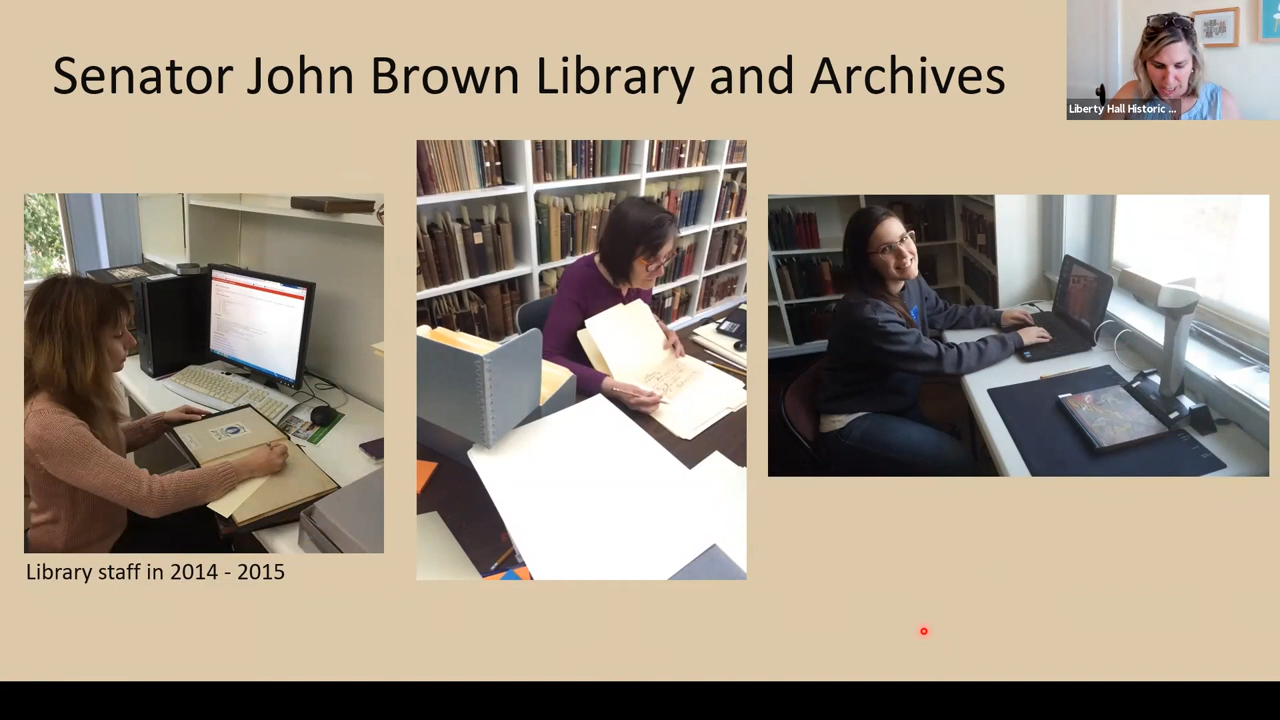 Senator John Brown Library and Archives
Liberty Hall Historic ...
Library staff in 2014 - 2015